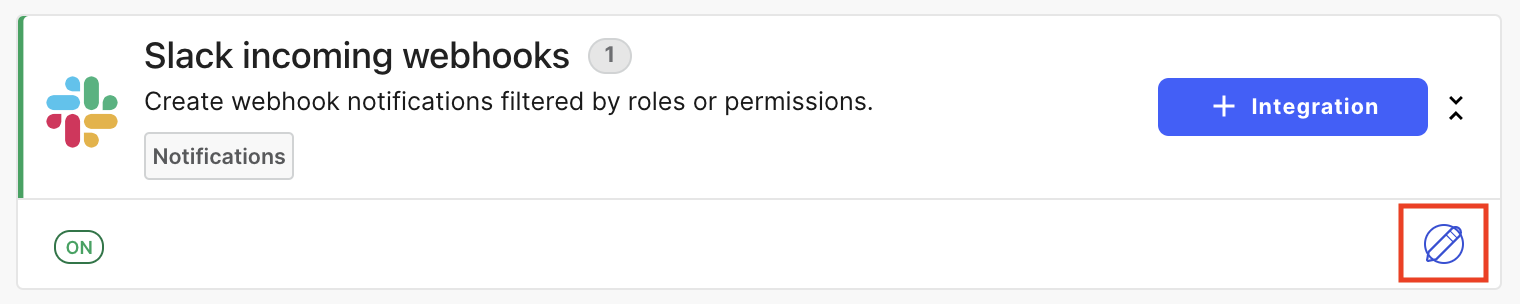 Slack incoming webhooks 1
Create webhook notifications filtered by roles or permissions.
+ Integration
Notifications
ON